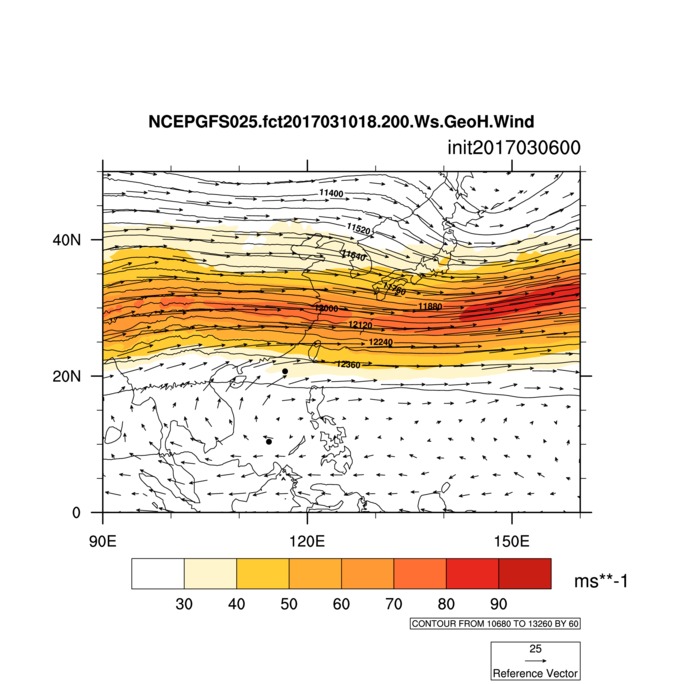 NCEPGFS025.fct2017031018.200.Ws.GeoH.Wind
init2017030600
11400
11520
40N
11640
11760
12000
11880
12120
12240
12360
20N
0
90E 120E 150E
ms**-1
30 40 50 60 70 80 90
CONTOUR FROM 10680 TO 13260 BY 60
25
Reference Vector